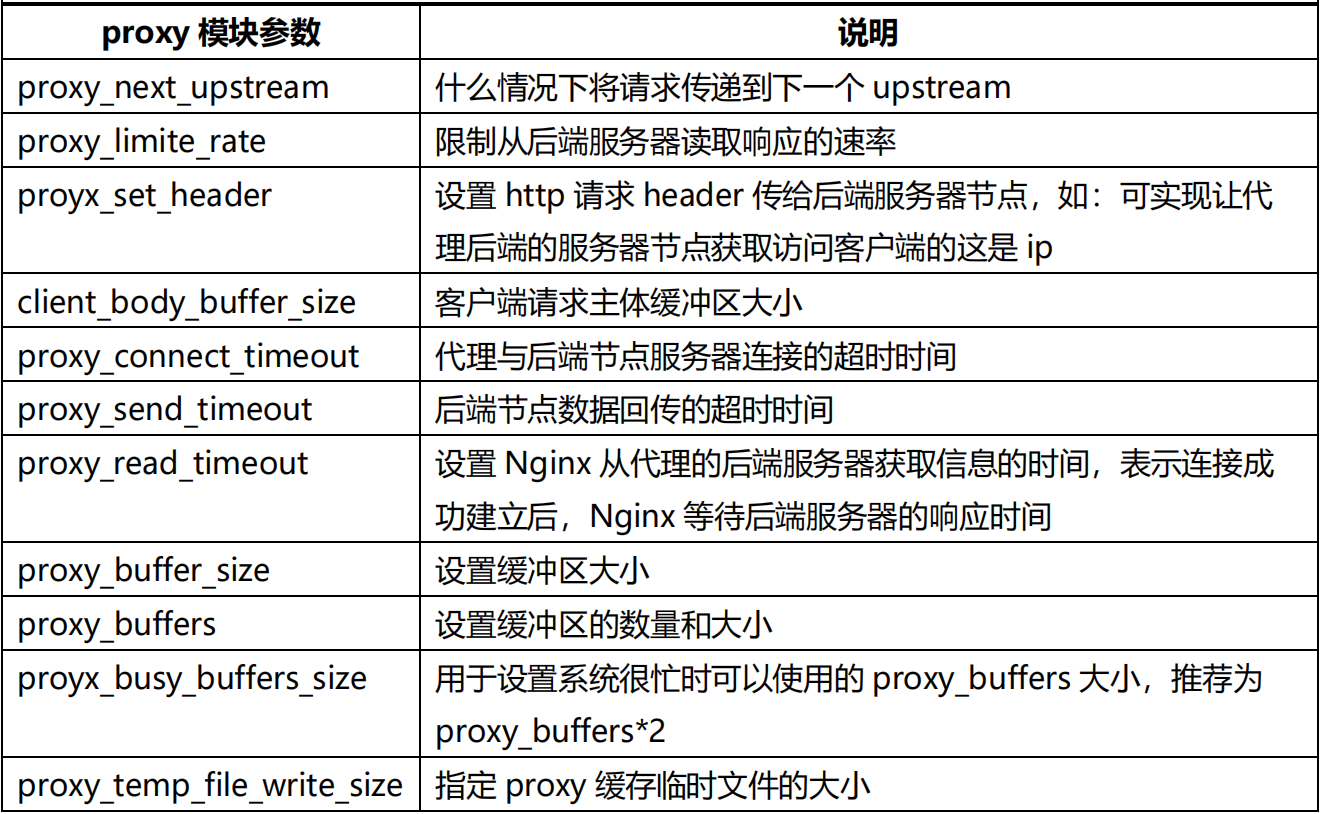 proxy 模块参数 说明
proxy_next_upstream 什么情况下将请求传递到下一个 upstream
proxy_limite_rate 限制从后端服务器读取响应的速率
proyx_set_header 设置 http 请求 header 传给后端服务器节点，如：可实现让代
理后端的服务器节点获取访问客户端的这是 ip
client_body_buffer_size 客户端请求主体缓冲区大小
proxy_connect_timeout 代理与后端节点服务器连接的超时时间
proxy_send_timeout 后端节点数据回传的超时时间
proxy_read_timeout 设置 Nginx 从代理的后端服务器获取信息的时间，表示连接成
功建立后，Nginx 等待后端服务器的响应时间
proxy_buffer_size 设置缓冲区大小
proxy_buffers 设置缓冲区的数量和大小
proyx_busy_buffers_size 用于设置系统很忙时可以使用的 proxy_buffers 大小，推荐为
proxy_buffers*2
proxy_temp_file_write_size 指定 proxy 缓存临时文件的大小